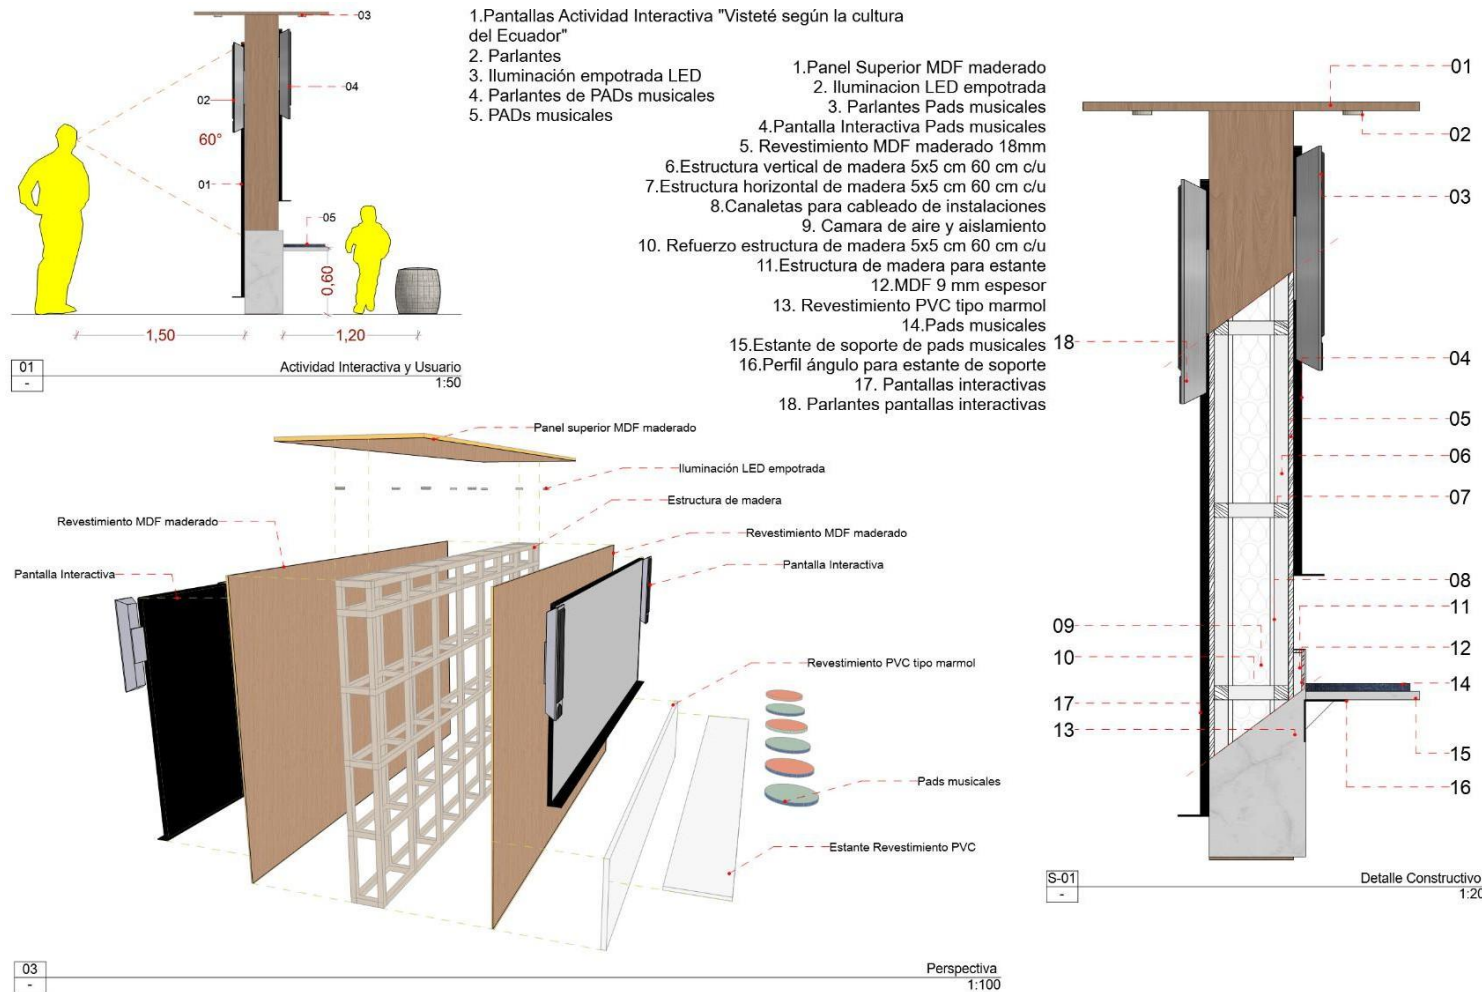 1.Pantallas Actividad Interactiva "Visteté según la cultura
del Ecuador"
2. Parlantes
3. Iluminación empotrada LED
4. Parlantes de PADs musicales
5. PADs musicales
03
02
04
60°
01
05
0,60
1,50
1,20
01
-
Actividad Interactiva y Usuario
1:50
1.Panel Superior MDF maderado
2. Iluminacion LED empotrada
3. Parlantes Pads musicales
4.Pantalla Interactiva Pads musicales
5. Revestimiento MDF maderado 18mm
6.Estructura vertical de madera 5x5 cm 60 cm c/u
7.Estructura horizontal de madera 5x5 cm 60 cm c/u
8.Canaletas para cableado de instalaciones
9. Camara de aire y aislamiento
10. Refuerzo estructura de madera 5x5 cm 60 cm c/u
11.Estructura de madera para estante
12.MDF 9 mm espesor
13. Revestimiento PVC tipo marmol
14.Pads musicales
15.Estante de soporte de pads musicales
16.Perfil ángulo para estante de soporte
17. Pantallas interactivas
18. Parlantes pantallas interactivas
01
02
03
18
04
05
06
07
08
11
09
12
10
14
17
13
15
16
S-01
-
Detalle Constructivo
1:20
Panel superior MDF maderado
Iluminación LED empotrada
Estructura de madera
Revestimiento MDF maderado
Revestimiento MDF maderado
Pantalla Interactiva
Pantalla Interactiva
Revestimiento PVC tipo marmol
Pads musicales
Estante Revestimiento PVC
03
-
Perspectiva
1:100